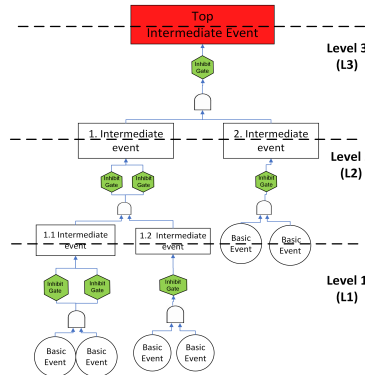 Top
Intermediate Event
Inhibit
Gate
Level 3
(L3)
1. Intermediate
event
2. Intermediate
event
Level
(L2)
Inhibit
Gate
Inhibit
Gate
Inhibit
Gate
1.1 Intermediate
event
1.2 Intermediate
event
Basic
Event
Basic
Event
Level 1
(L1)
Inhibit
Gate
Inhibit
Gate
Inhibit
Gate
Basic
Event
Basic
Event
Basic
Event
Basic
Event